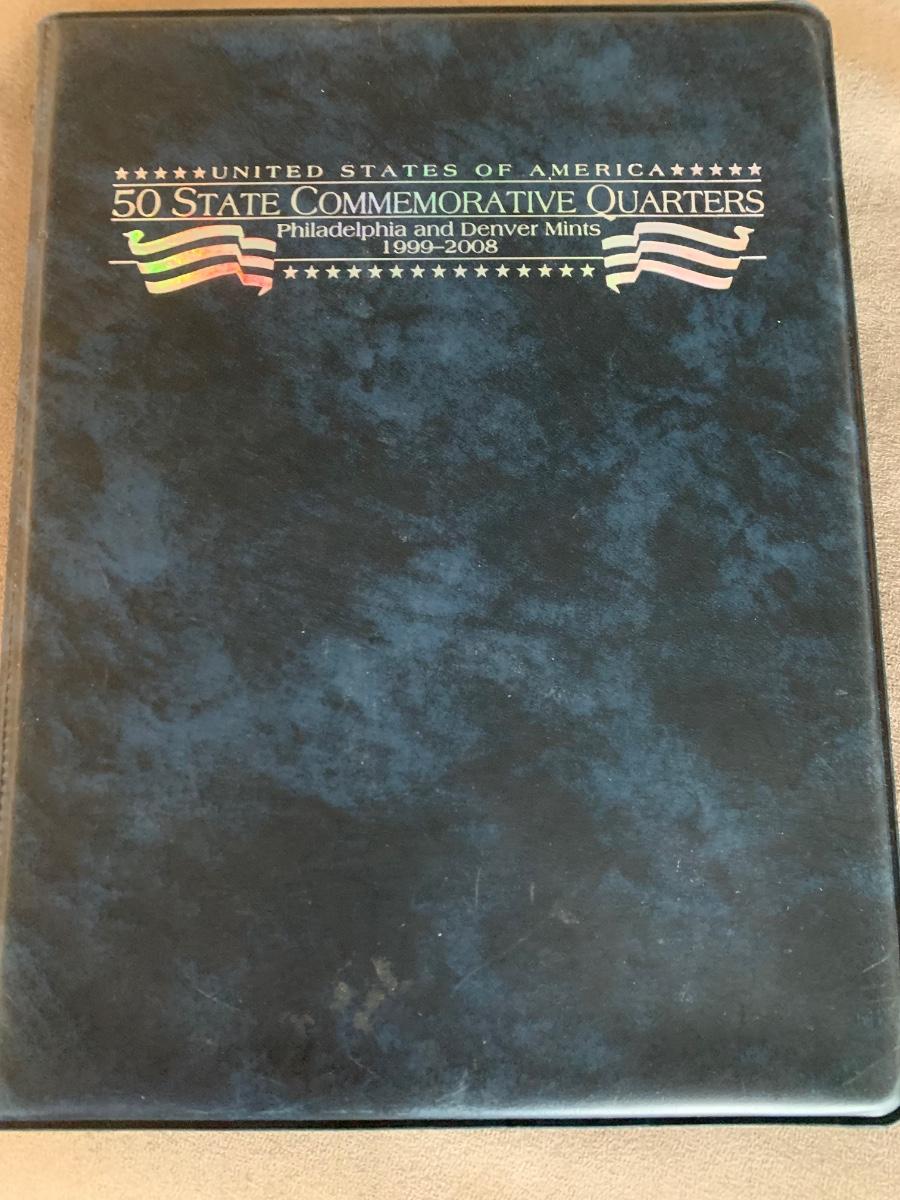 UNITED STATES OF AMERICA
50 STATE COMMEMORATIVE QUARTERS
Philadelphia and Denver Mints
1999–2008